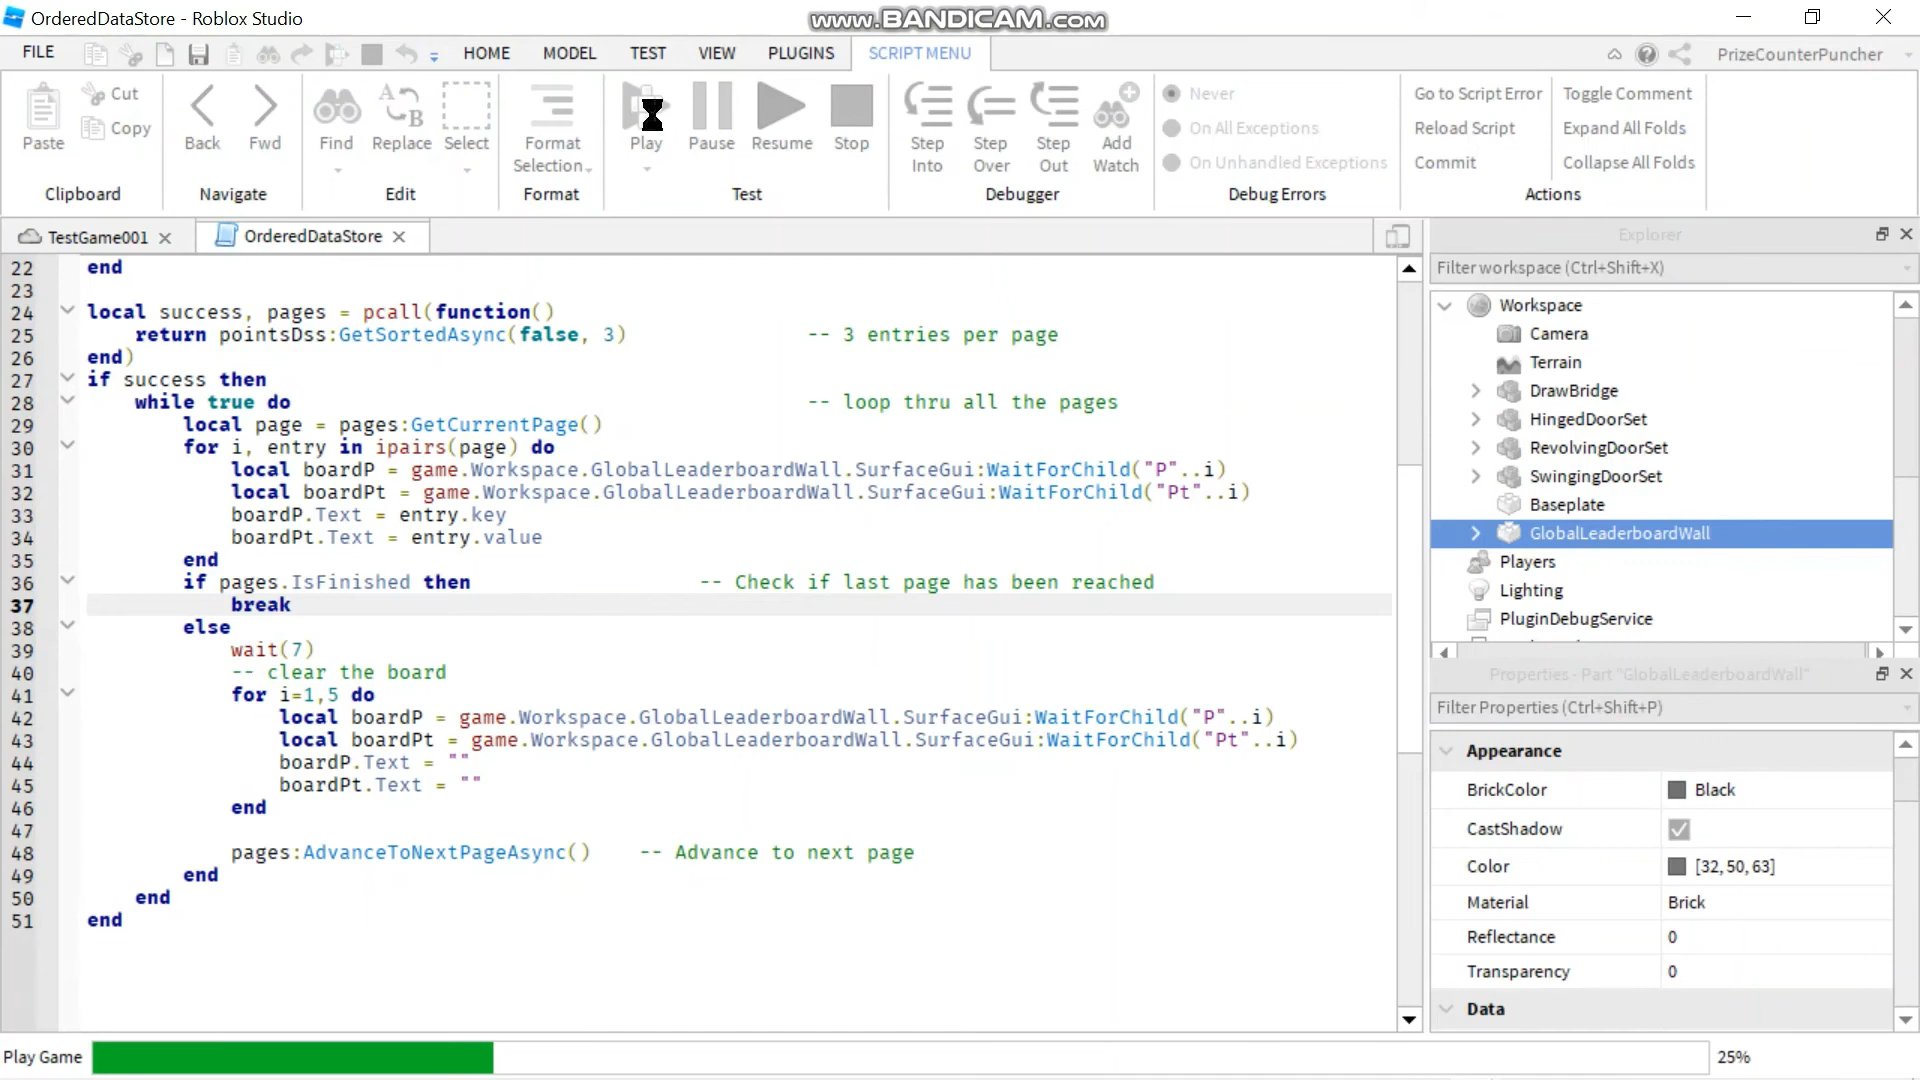 OrderedDataStore - Roblox Studio
www.BANDICAM.com
FILE HOME MODEL TEST VIEW PLUGINS SCRIPT MENU PrizeCounterPuncher
Paste Cut Copy
Clipboard
Back Fwd
Navigate
Find Replace Select
Edit
Format Selection
Format
Play Pause Resume Stop
Test
Step Into Step Over Step Out Add Watch
Debugger
Never
On All Exceptions
On Unhandled Exceptions
Debug Errors
Go to Script Error Toggle Comment
Reload Script Expand All Folds
Commit Collapse All Folds
Actions
TestGame001 OrderedDataStore
22 end
23
24 local success, pages = pcall(function()
25 return pointsDss:GetSortedAsync(false, 3) -- 3 entries per page
26 end)
27 if success then
28 while true do -- loop thru all the pages
29 local page = pages:GetCurrentPage()
30 for i, entry in ipairs(page) do
31 local boardP = game.Workspace.GlobalLeaderboardWall.SurfaceGui:WaitForChild("P"..i)
32 local boardPt = game.Workspace.GlobalLeaderboardWall.SurfaceGui:WaitForChild("Pt"..i)
33 boardP.Text = entry.key
34 boardPt.Text = entry.value
35 end
36 if pages.IsFinished then -- Check if last page has been reached
37 break
38 else
39 wait(7)
40 -- clear the board
41 for i=1,5 do
42 local boardP = game.Workspace.GlobalLeaderboardWall.SurfaceGui:WaitForChild("P"..i)
43 local boardPt = game.Workspace.GlobalLeaderboardWall.SurfaceGui:WaitForChild("Pt"..i)
44 boardP.Text = ""
45 boardPt.Text = ""
46 end
47
48 pages:AdvanceToNextPageAsync() -- Advance to next page
49 end
50 end
51 end
Explorer
Filter workspace (Ctrl+Shift+X)
Workspace
Camera
Terrain
DrawBridge
HingedDoorSet
RevolvingDoorSet
SwingingDoorSet
Baseplate
GlobalLeaderboardWall
Players
Lighting
PluginDebugService
Properties - Part "GlobalLeaderboardWall"
Filter Properties (Ctrl+Shift+P)
Appearance
BrickColor Black
CastShadow
Color [32, 50, 63]
Material Brick
Reflectance 0
Transparency 0
Data
Play Game 25%